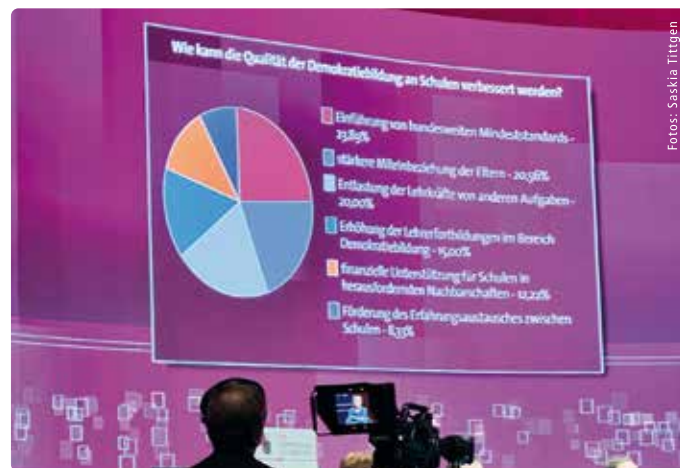 Wie kann die Qualität der Demokratiebildung an Schulen verbessert werden?
Einführung von bundesweiten Mindeststandards -
23,89%
stärkere Miteinbeziehung der Eltern - 20,56%
Entlastung der Lehrkräfte von anderen Aufgaben -
20,00%
Erhöhung der Lehrerfortbildungen im Bereich
Demokratiebildung - 15,00%
finanzielle Unterstützung für Schulen in
herausfordernden Nachbarschaften - 12,22%
Förderung des Erfahrungsaustausches zwischen
Schulen - 8,33%
Fotos: Saskia Tittgen